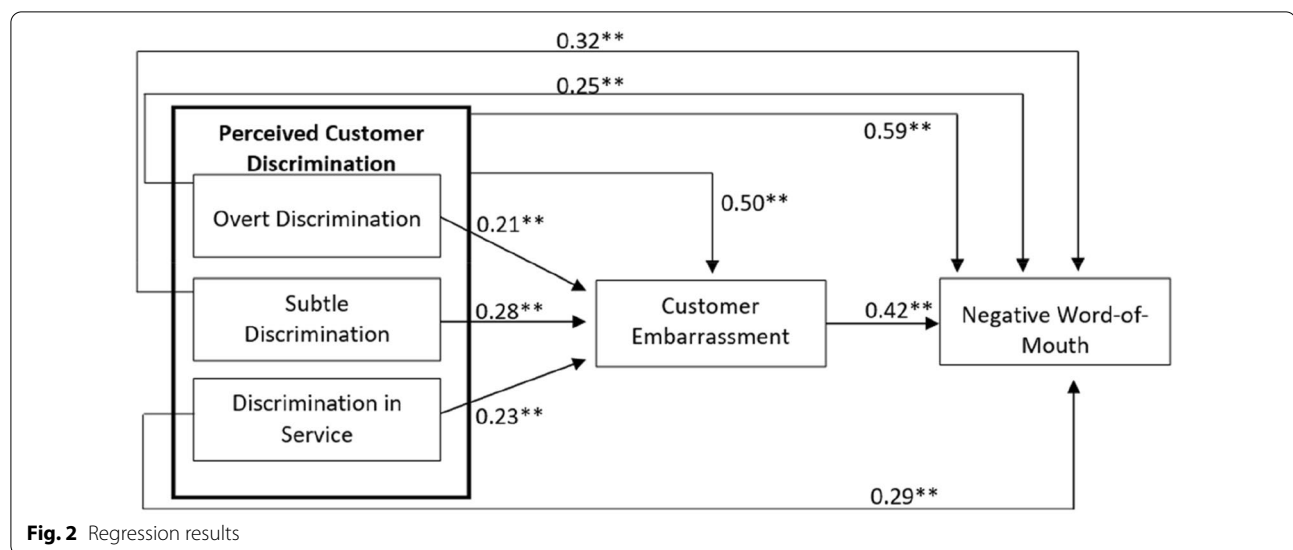 0.32**
0.25**
0.59**
Perceived Customer
Discrimination
Overt Discrimination
0.21**
0.50**
Subtle
Discrimination
0.28**
Customer
Embarrassment
0.42**
Negative Word-of-
Mouth
Discrimination in
Service
0.23**
0.29**
Fig. 2 Regression results